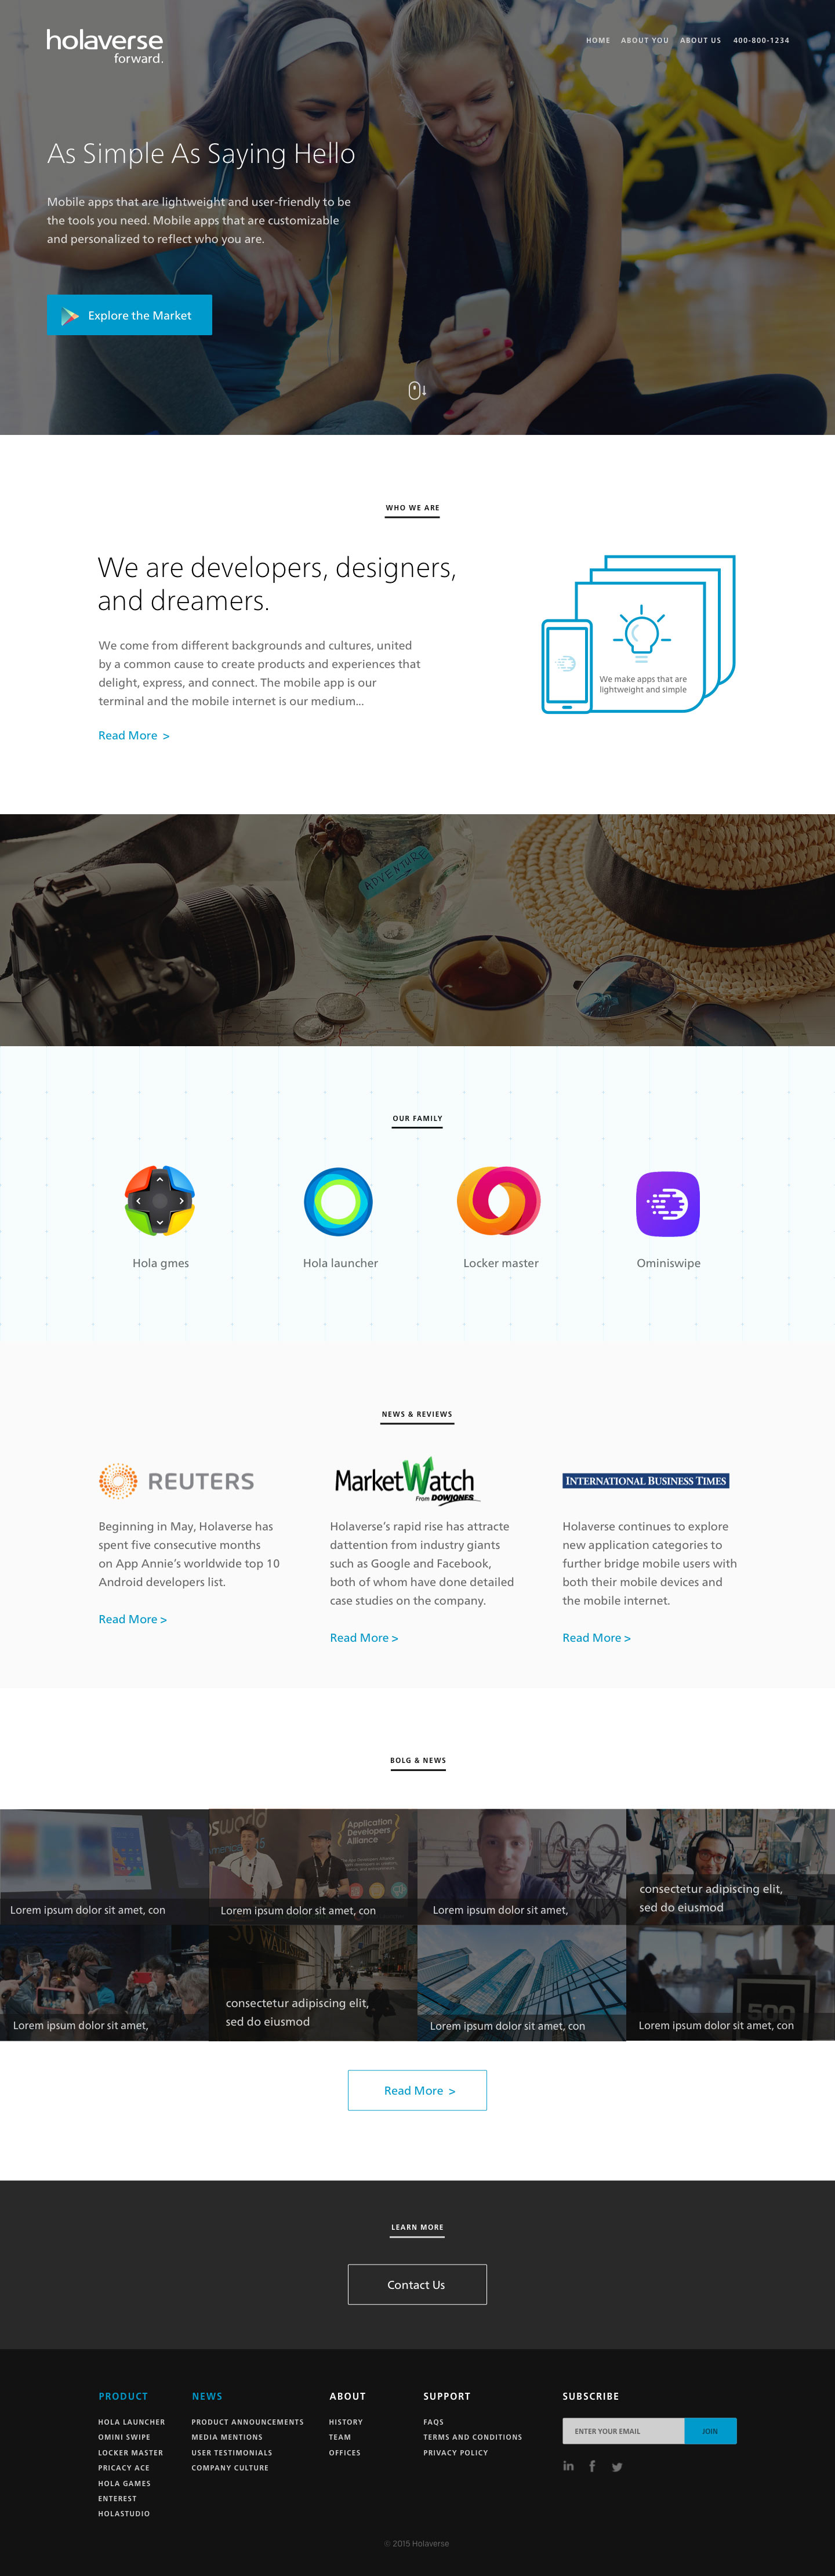 holaverse
forward.
HOME ABOUT YOU ABOUT US 400-800-1234
As Simple As Saying Hello
Mobile apps that are lightweight and user-friendly to be
the tools you need. Mobile apps that are customizable
and personalized to reflect who you are.
Explore the Market
WHO WE ARE
We are developers, designers,
and dreamers.
We come from different backgrounds and cultures, united
by a common cause to create products and experiences that
delight, express, and connect. The mobile app is our
terminal and the mobile internet is our medium...
Read More >
We make apps that are
lightweight and simple
ADVENTURE
OUR FAMILY
Hola gmes
Hola launcher
Locker master
Ominiswipe
NEWS & REVIEWS
REUTERS
Beginning in May, Holaverse has
spent five consecutive months
on App Annie's worldwide top 10
Android developers list.
Read More >
MarketWatch
From DOWJONES
Holaverse's rapid rise has attracte
dattention from industry giants
such as Google and Facebook,
both of whom have done detailed
case studies on the company.
Read More >
INTERNATIONAL BUSINESS TIMES
Holaverse continues to explore
new application categories to
further bridge mobile users with
both their mobile devices and
the mobile internet.
Read More >
BOLG & NEWS
Lorem ipsum dolor sit amet, con
psworld
Application
Developers
Alliance
Lorem ipsum dolor sit amet, con
Lorem ipsum dolor sit amet,
consectetur adipiscing elit,
sed do eiusmod
Lorem ipsum dolor sit amet,
30 WALL
consectetur adipiscing elit,
sed do eiusmod
Lorem ipsum dolor sit amet, con
500
Lorem ipsum dolor sit amet, con
Read More >
LEARN MORE
Contact Us
PRODUCT
HOLA LAUNCHER
OMINI SWIPE
LOCKER MASTER
PRICACY ACE
HOLA GAMES
ENTEREST
HOLASTUDIO
NEWS
PRODUCT ANNOUNCEMENTS
MEDIA MENTIONS
USER TESTIMONIALS
COMPANY CULTURE
ABOUT
HISTORY
TEAM
OFFICES
SUPPORT
FAQS
TERMS AND CONDITIONS
PRIVACY POLICY
SUBSCRIBE
ENTER YOUR EMAIL
JOIN
in f
© 2015 Holaverse